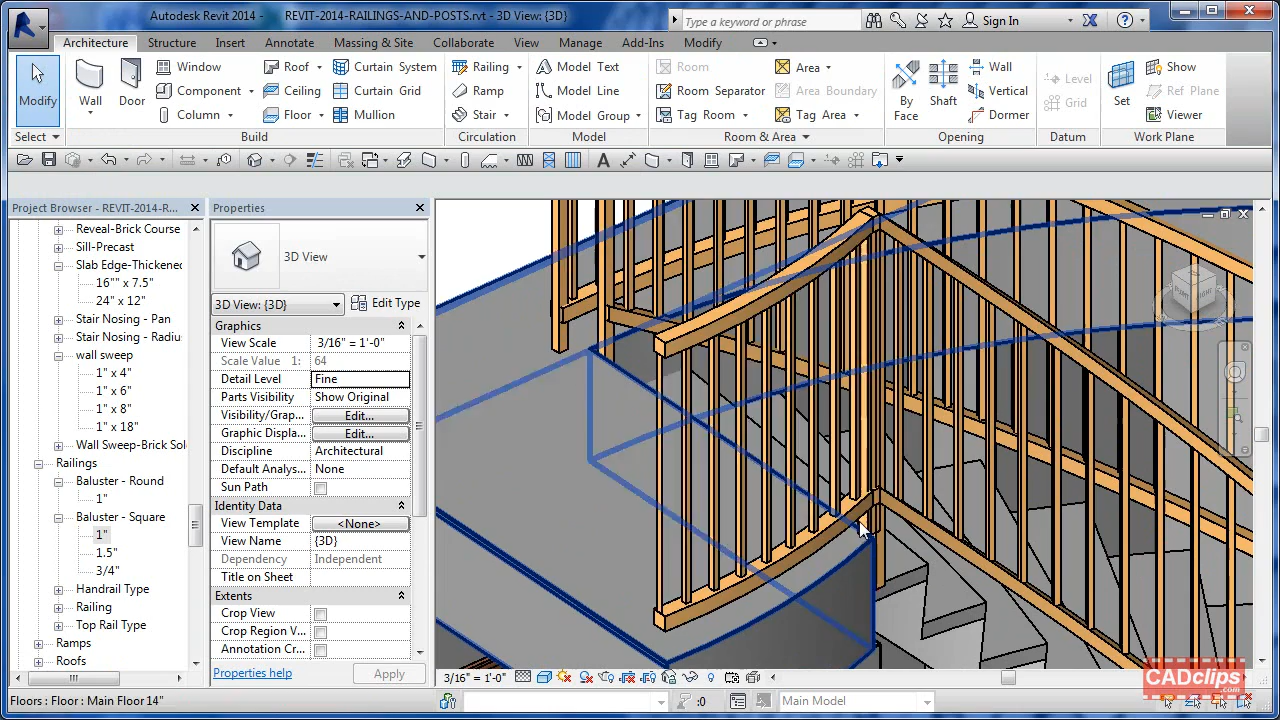 Autodesk Revit 2014 - REVIT-2014-RAILINGS-AND-POSTS.rvt - 3D View: {3D}
Type a keyword or phrase
Sign In
Architecture Structure Insert Annotate Massing & Site Collaborate View Manage Add-Ins Modify
Modify
Wall
Door
Window
Component
Column
Roof
Ceiling
Floor
Curtain System
Curtain Grid
Mullion
Railing
Ramp
Stair
Model Text
Model Line
Model Group
Room
Room Separator
Tag Room
Area
Area Boundary
Tag Area
By
Face
Shaft
Wall
Vertical
Dormer
Level
Grid
Set
Show
Ref Plane
Viewer
Select Build Circulation Model Room & Area Opening Datum Work Plane
Project Browser - REVIT-2014-R...
Reveal-Brick Course
Sill-Precast
Slab Edge-Thickened
16"" x 7.5"
24" x 12"
Stair Nosing - Pan
Stair Nosing - Radiu
wall sweep
1" x 4"
1" x 6"
1" x 8"
1" x 18"
Wall Sweep-Brick Sol
Railings
Baluster - Round
1"
Baluster - Square
1"
1.5"
3/4"
Handrail Type
Railing
Top Rail Type
Ramps
Roofs
Properties
3D View
3D View: {3D} Edit Type
Graphics
View Scale 3/16" = 1'-0"
Scale Value 1: 64
Detail Level Fine
Parts Visibility Show Original
Visibility/Grap... Edit...
Graphic Displa... Edit...
Discipline Architectural
Default Analys... None
Sun Path
Identity Data
View Template <None>
View Name {3D}
Dependency Independent
Title on Sheet
Extents
Crop View
Crop Region V...
Annotation Cr...
Properties help Apply
RIGHT
3/16" = 1'-0"
CADclips
.com
Floors : Floor : Main Floor 14"
:0
Main Model